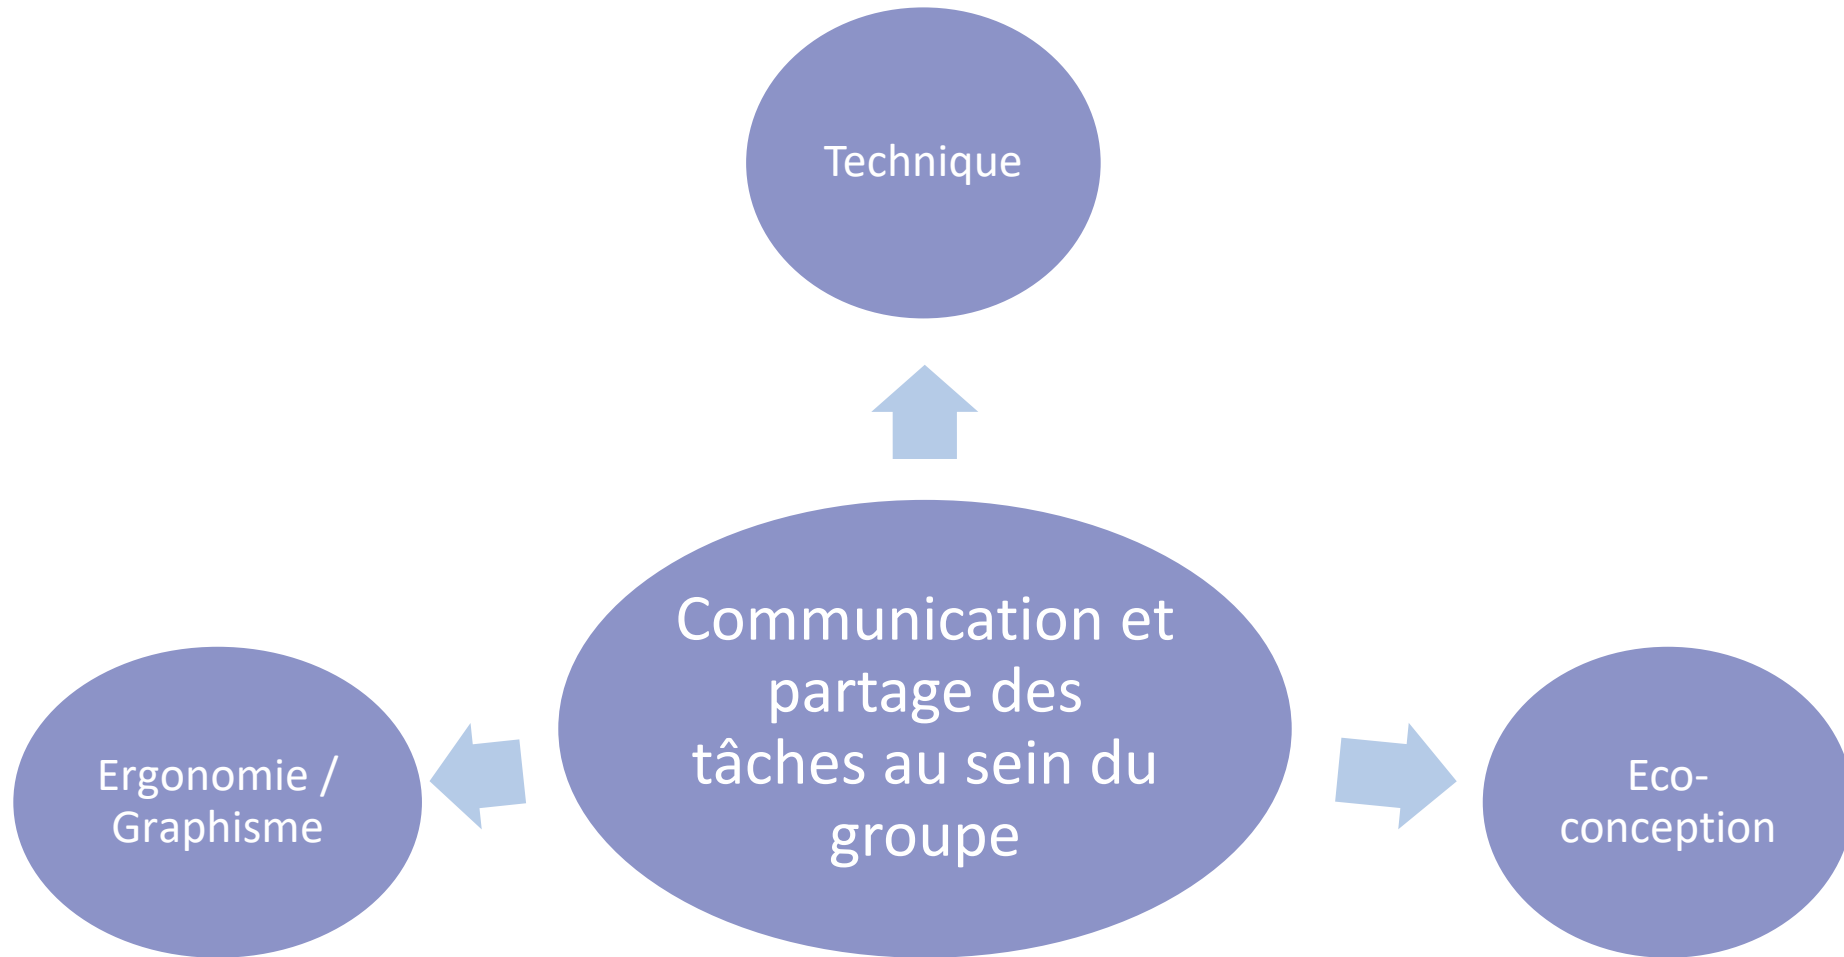 Technique
Communication et
partage des
tâches au sein du
groupe
Ergonomie /
Graphisme
Eco-
conception